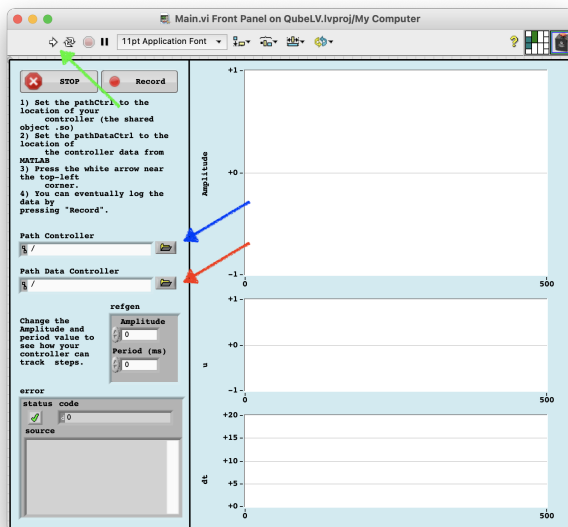 Main.vi Front Panel on QubeLV.lvproj/My Computer
11pt Application Font
?
STOP
Record
1) Set the pathCtrl to the
location of your
controller (the shared
object .so)
2) Set the pathDataCtrl to the
location of
the controller data from
MATLAB
3) Press the white arrow near
the top-left
corner.
4) You can eventually log the
data by
pressing "Record".
Path Controller
/
Path Data Controller
/
refgen
Change the
Amplitude and
period value to
see how your
controller can
track steps.
Amplitude
0
Period (ms)
0
error
status code
0
source
Amplitude
+1
+0
-1
0
500
u
+1
+0
-1
0
500
dt
+20
+15
+10
+5
+0
0
500